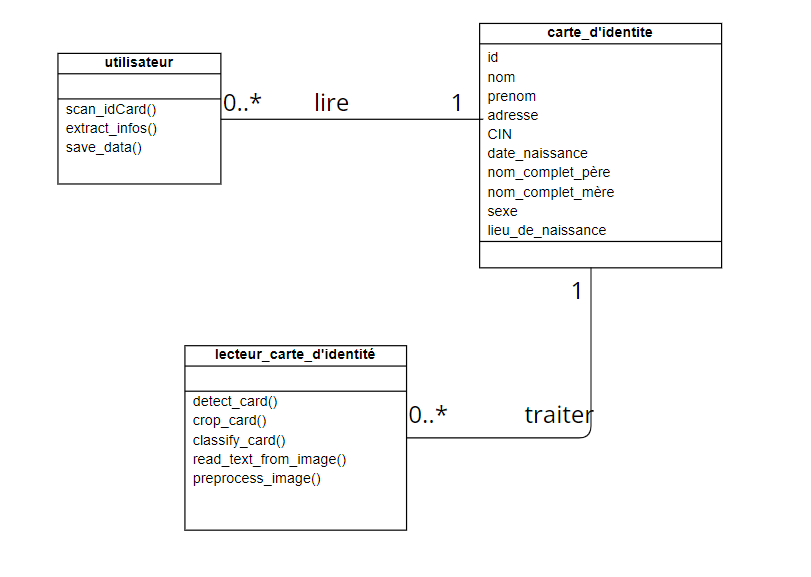 utilisateur
scan_idCard()
extract_infos()
save_data()
0..*
lire
1
carte_d'identite
id
nom
prenom
adresse
CIN
date_naissance
nom_complet_père
nom_complet_mère
sexe
lieu_de_naissance
1
traiter
0..*
lecteur_carte_d'identité
detect_card()
crop_card()
classify_card()
read_text_from_image()
preprocess_image()